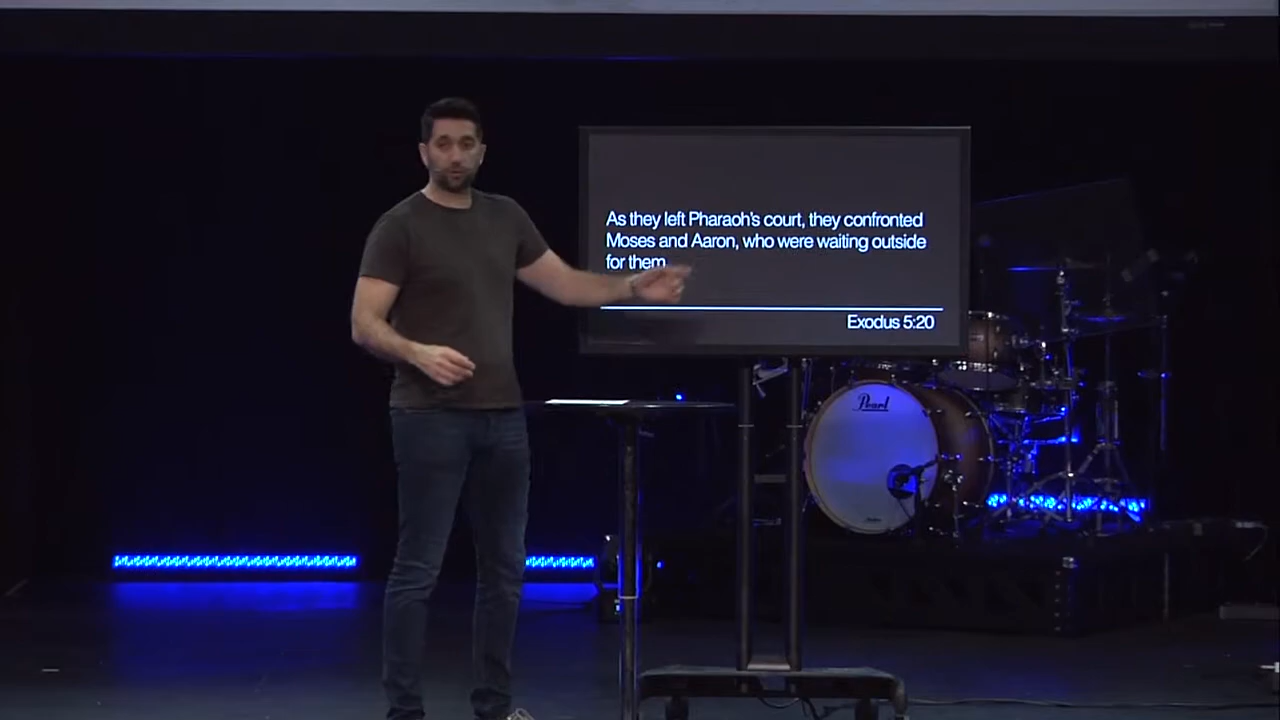 As they left Pharaoh's court, they confronted
Moses and Aaron, who were waiting outside
for them
Exodus 5:20
Pearl